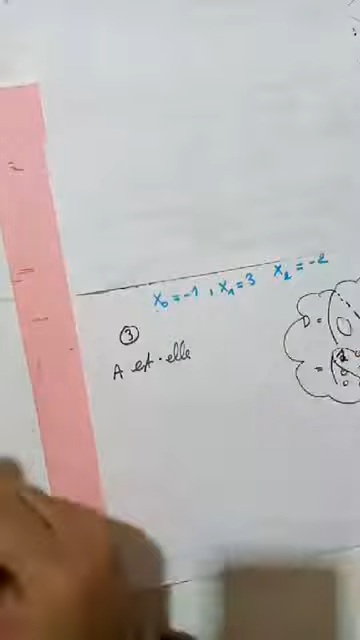 x₀ = -1 , x₁ = 3 x₂ = -2
③
A est-elle
D =
=